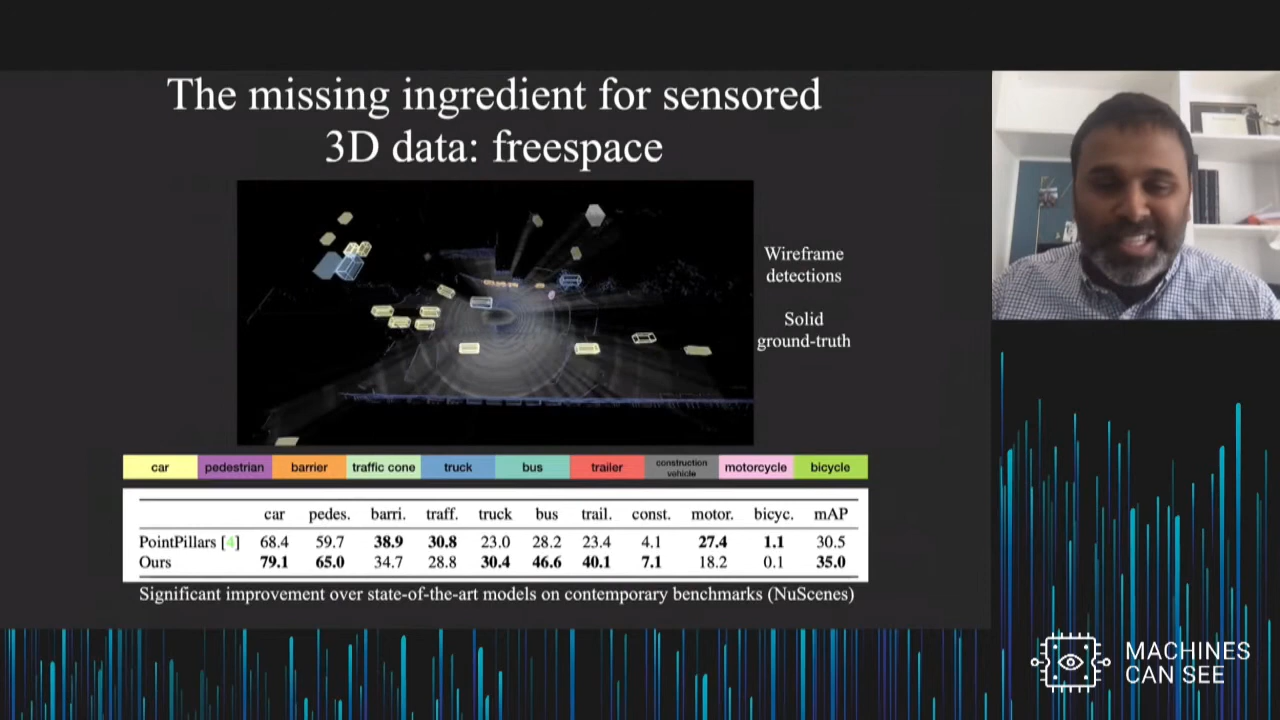 The missing ingredient for sensored
3D data: freespace
Wireframe
detections
Solid
ground-truth
car pedestrian barrier traffic cone truck bus trailer construction vehicle motorcycle bicycle
car pedes. barri. traff. truck bus trail. const. motor. bicyc. mAP
PointPillars [4] 68.4 59.7 38.9 30.8 23.0 28.2 23.4 4.1 27.4 1.1 30.5
Ours 79.1 65.0 34.7 28.8 30.4 46.6 40.1 7.1 18.2 0.1 35.0
Significant improvement over state-of-the-art models on contemporary benchmarks (NuScenes)
MACHINES
CAN SEE